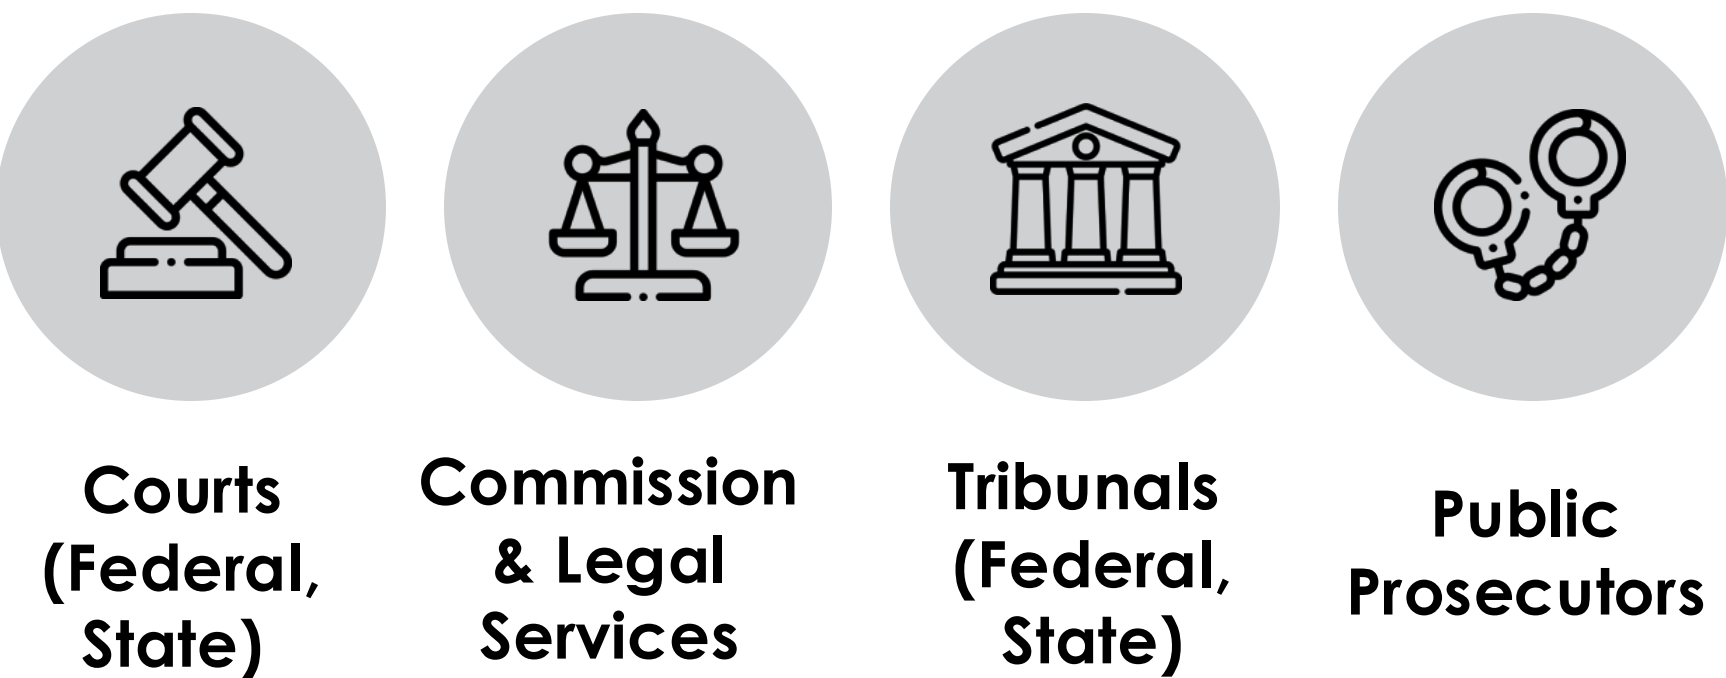 Courts
(Federal,
State)
Commission
& Legal
Services
Tribunals
(Federal,
State)
Public
Prosecutors